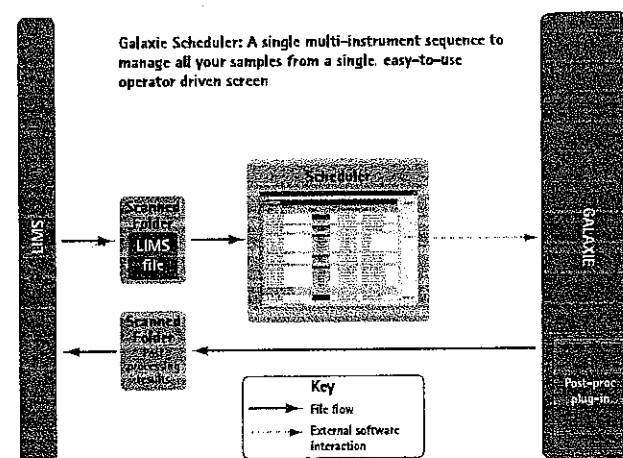 Galaxie Scheduler: A single multi-instrument sequence to
manage all your samples from a single, easy-to-use
operator driven screen
LIMS
Scanned
Folder
LIMS
file
Scheduler
GALAXIE
Scanned
Folder
processing
results
Post-proc
plug-in
Key
File flow
External software
interaction